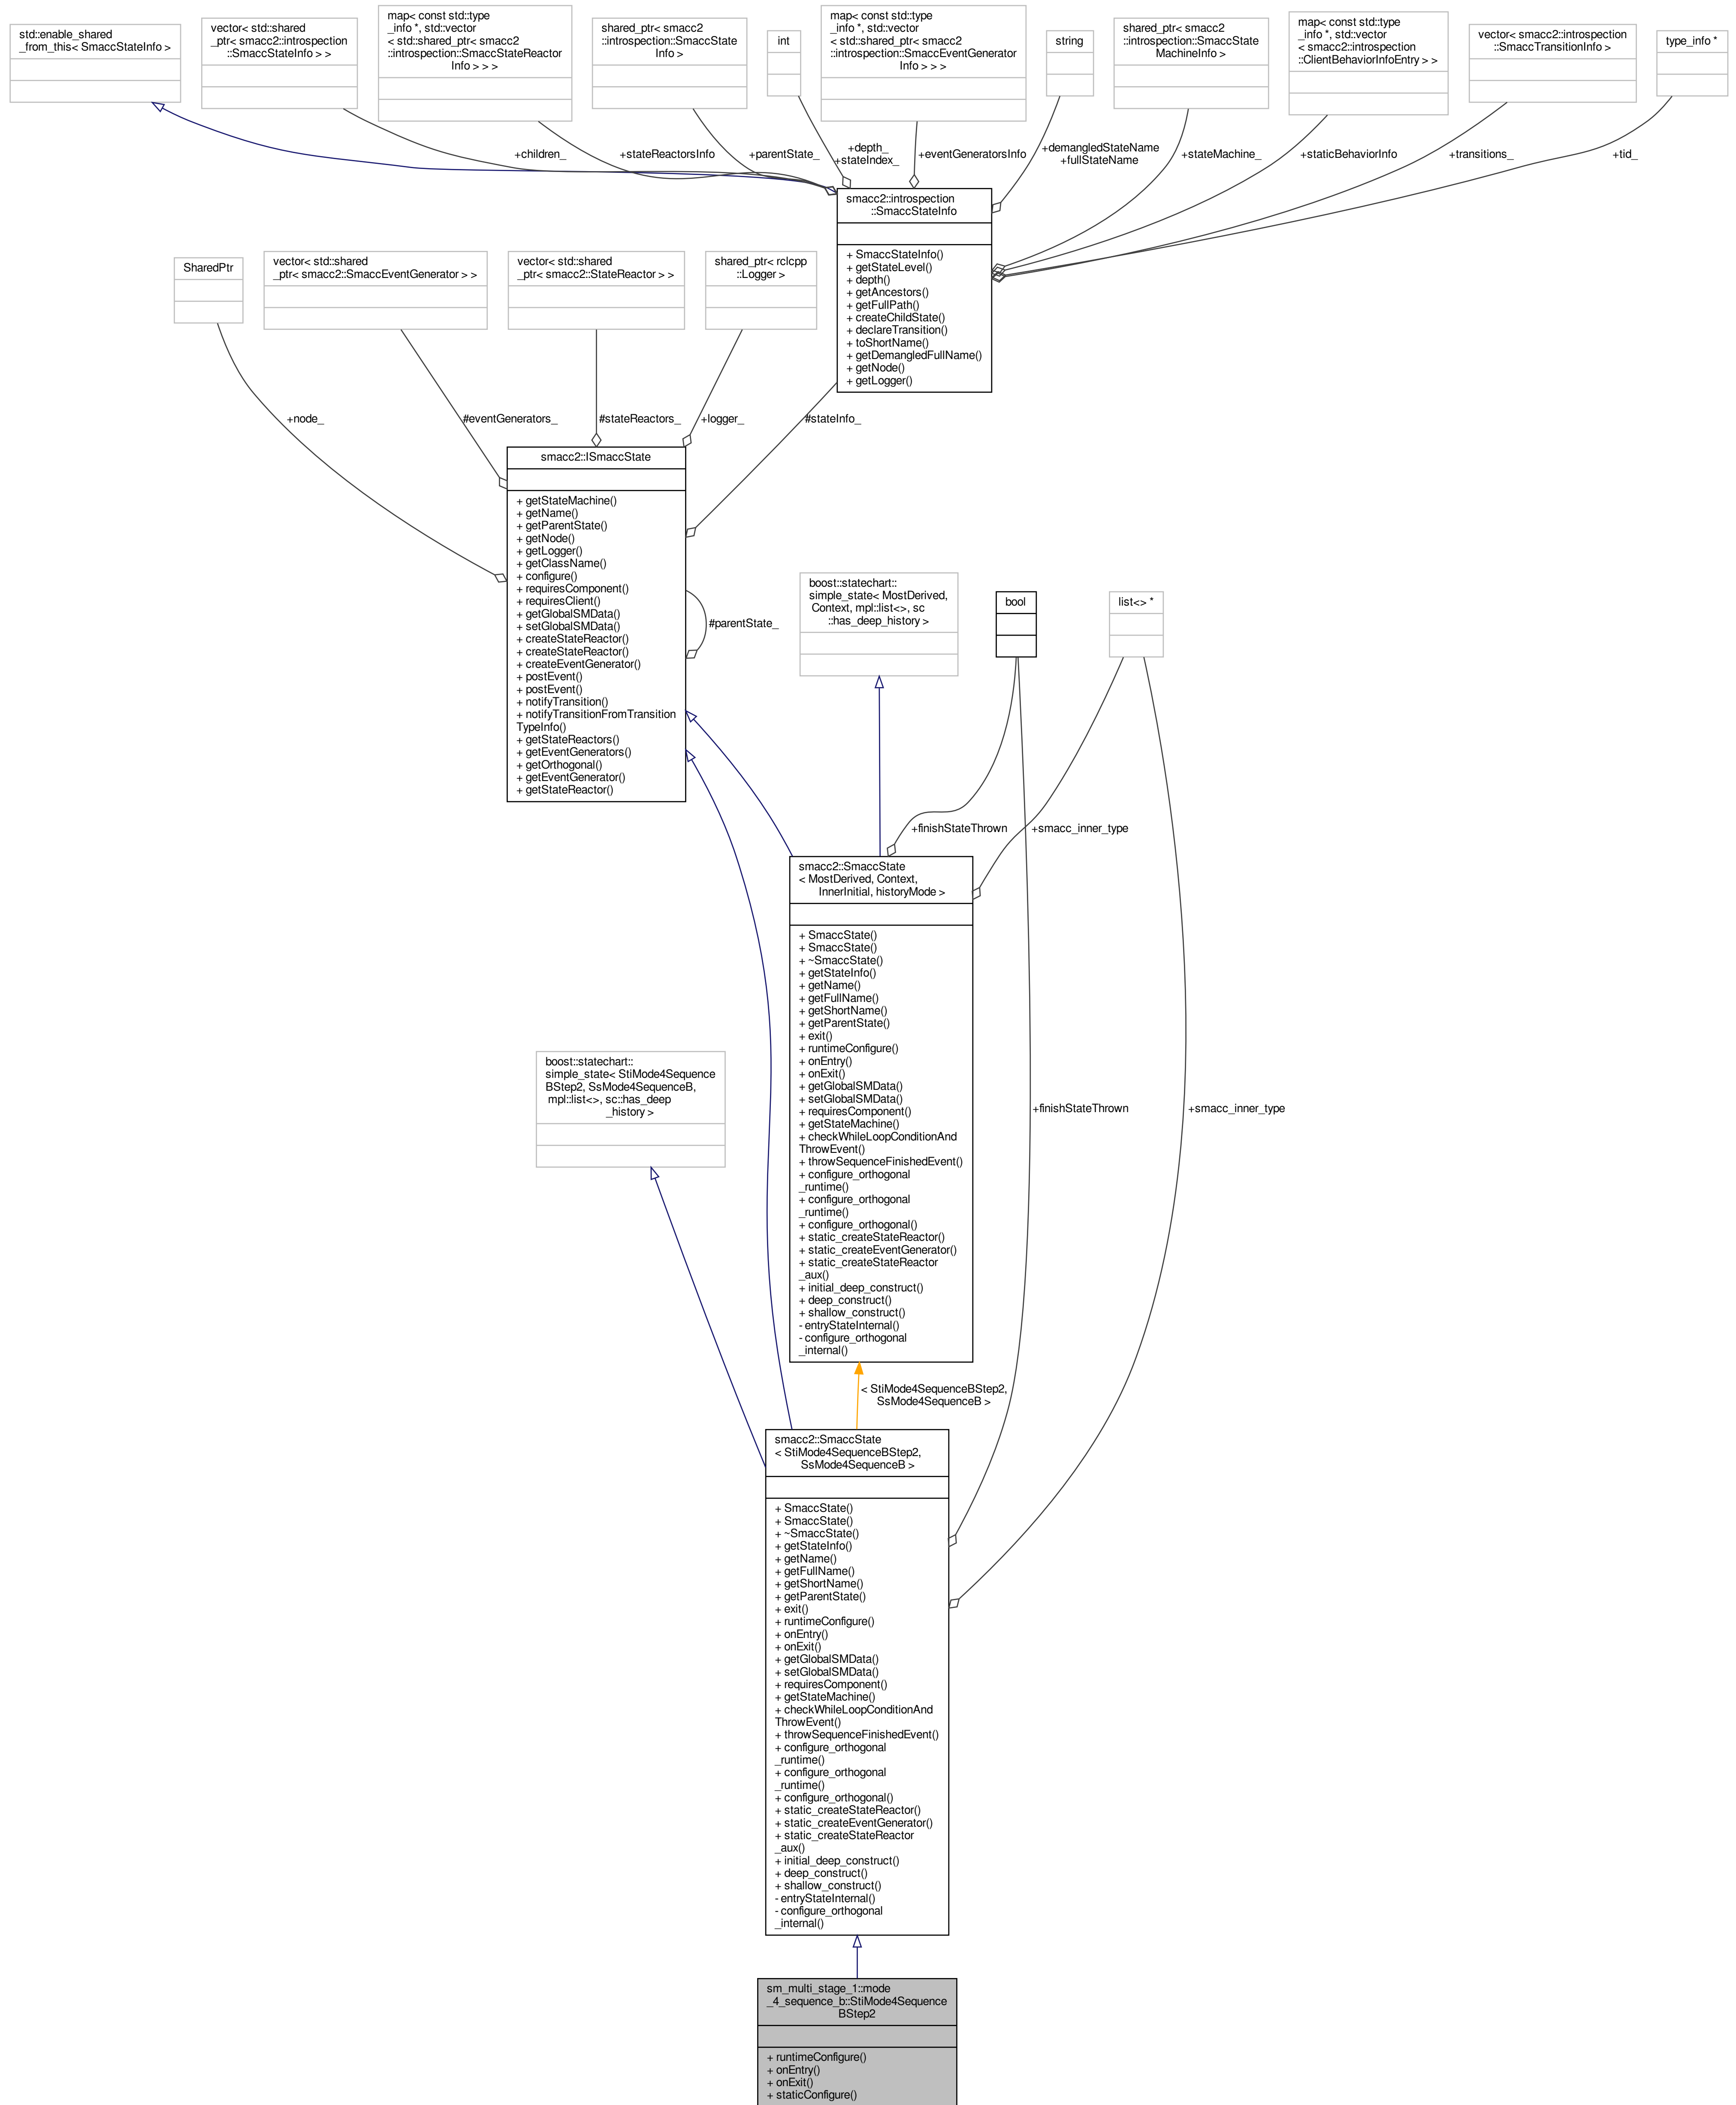 std::enable_shared
_from_this< SmaccStateInfo >
vector< std::shared
_ptr< smacc2::introspection
::SmaccStateInfo > >
map< const std::type
_info *, std::vector
< std::shared_ptr< smacc2
::introspection::SmaccStateReactor
Info > > >
shared_ptr< smacc2
::introspection::SmaccState
Info >
int
map< const std::type
_info *, std::vector
< std::shared_ptr< smacc2
::introspection::SmaccEventGenerator
Info > > >
string
shared_ptr< smacc2
::introspection::SmaccState
MachineInfo >
map< const std::type
_info *, std::vector
< smacc2::introspection
::ClientBehaviorInfoEntry > >
vector< smacc2::introspection
::SmaccTransitionInfo >
type_info *
+children_
+stateReactorsInfo
+parentState_
+depth_
+stateIndex_
+eventGeneratorsInfo
+demangledStateName
+fullStateName
+stateMachine_
+staticBehaviorInfo
+transitions_
+tid_
smacc2::introspection
::SmaccStateInfo
+ SmaccStateInfo()
+ getStateLevel()
+ depth()
+ getAncestors()
+ getFullPath()
+ createChildState()
+ declareTransition()
+ toShortName()
+ getDemangledFullName()
+ getNode()
+ getLogger()
SharedPtr
vector< std::shared
_ptr< smacc2::SmaccEventGenerator > >
vector< std::shared
_ptr< smacc2::StateReactor > >
shared_ptr< rclcpp
::Logger >
+node_
#eventGenerators_
#stateReactors_
+logger_
#stateInfo_
smacc2::ISmaccState
+ getStateMachine()
+ getName()
+ getParentState()
+ getNode()
+ getLogger()
+ getClassName()
+ configure()
+ requiresComponent()
+ requiresClient()
+ getGlobalSMData()
+ setGlobalSMData()
+ createStateReactor()
+ createStateReactor()
+ createEventGenerator()
+ postEvent()
+ postEvent()
+ notifyTransition()
+ notifyTransitionFromTransition
TypeInfo()
+ getStateReactors()
+ getEventGenerators()
+ getOrthogonal()
+ getEventGenerator()
+ getStateReactor()
#parentState_
boost::statechart::
simple_state< MostDerived,
Context, mpl::list<>, sc
::has_deep_history >
bool
list<> *
+finishStateThrown
+smacc_inner_type
smacc2::SmaccState
< MostDerived, Context,
InnerInitial, historyMode >
+ SmaccState()
+ SmaccState()
+ ~SmaccState()
+ getStateInfo()
+ getName()
+ getFullName()
+ getShortName()
+ getParentState()
+ exit()
+ runtimeConfigure()
+ onEntry()
+ onExit()
+ getGlobalSMData()
+ setGlobalSMData()
+ requiresComponent()
+ getStateMachine()
+ checkWhileLoopConditionAnd
ThrowEvent()
+ throwSequenceFinishedEvent()
+ configure_orthogonal
_runtime()
+ configure_orthogonal
_runtime()
+ configure_orthogonal()
+ static_createStateReactor()
+ static_createEventGenerator()
+ static_createStateReactor
_aux()
+ initial_deep_construct()
+ deep_construct()
+ shallow_construct()
- entryStateInternal()
- configure_orthogonal
_internal()
boost::statechart::
simple_state< StiMode4Sequence
BStep2, SsMode4SequenceB,
mpl::list<>, sc::has_deep
_history >
+finishStateThrown
+smacc_inner_type
< StiMode4SequenceBStep2,
SsMode4SequenceB >
smacc2::SmaccState
< StiMode4SequenceBStep2,
SsMode4SequenceB >
+ SmaccState()
+ SmaccState()
+ ~SmaccState()
+ getStateInfo()
+ getName()
+ getFullName()
+ getShortName()
+ getParentState()
+ exit()
+ runtimeConfigure()
+ onEntry()
+ onExit()
+ getGlobalSMData()
+ setGlobalSMData()
+ requiresComponent()
+ getStateMachine()
+ checkWhileLoopConditionAnd
ThrowEvent()
+ throwSequenceFinishedEvent()
+ configure_orthogonal
_runtime()
+ configure_orthogonal
_runtime()
+ configure_orthogonal()
+ static_createStateReactor()
+ static_createEventGenerator()
+ static_createStateReactor
_aux()
+ initial_deep_construct()
+ deep_construct()
+ shallow_construct()
- entryStateInternal()
- configure_orthogonal
_internal()
sm_multi_stage_1::mode
_4_sequence_b::StiMode4Sequence
BStep2
+ runtimeConfigure()
+ onEntry()
+ onExit()
+ staticConfigure()